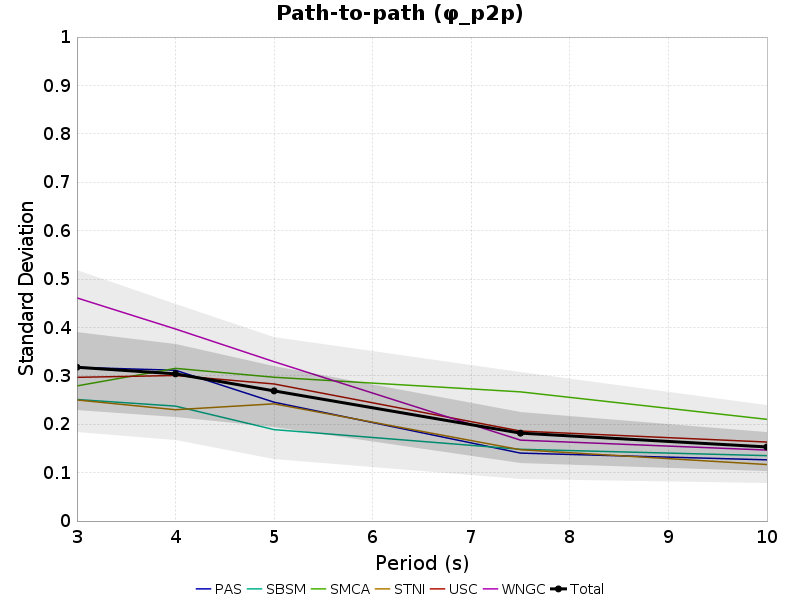 Path-to-path (φ_p2p)
Standard Deviation
1
0.9
0.8
0.7
0.6
0.5
0.4
0.3
0.2
0.1
0
3 4 5 6 7 8 9 10
Period (s)
PAS SBSM SMCA STNI USC WNGC Total